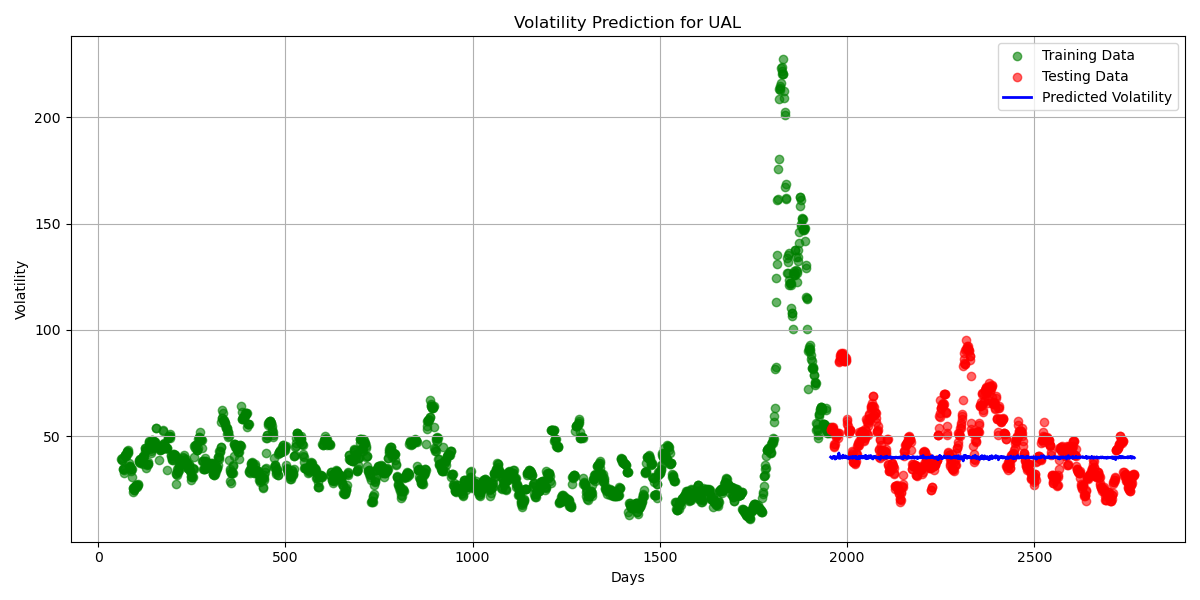 Volatility Prediction for UAL
Training Data
Testing Data
Predicted Volatility
200
150
100
50
Volatility
0 500 1000 1500 2000 2500
Days